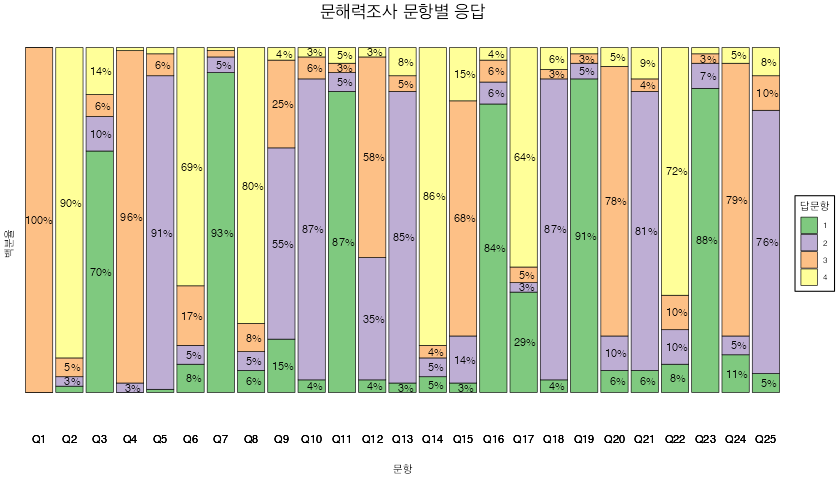 문해력조사 문항별 응답
4% 3% 5% 3% 8% 4% 6% 3% 5% 9% 3% 5% 8%
14% 6% 5% 6% 3% 5% 15% 6% 3% 5% 4% 7% 10%
6% 10% 25% 5% 6%
69% 80% 58% 64% 72%
90% 91% 93% 87% 87% 85% 86% 68% 87% 91% 78% 81% 88% 79% 76%
100% 96% 55% 84%
70% 35% 5% 3%
17% 8% 29% 10%
5% 5% 15% 4% 5% 14% 10% 10% 5%
3% 3% 8% 6% 4% 4% 3% 5% 3% 4% 6% 6% 8% 11% 5%
Q1 Q2 Q3 Q4 Q5 Q6 Q7 Q8 Q9 Q10 Q11 Q12 Q13 Q14 Q15 Q16 Q17 Q18 Q19 Q20 Q21 Q22 Q23 Q24 Q25
문항
백분율
답문항
1
2
3
4